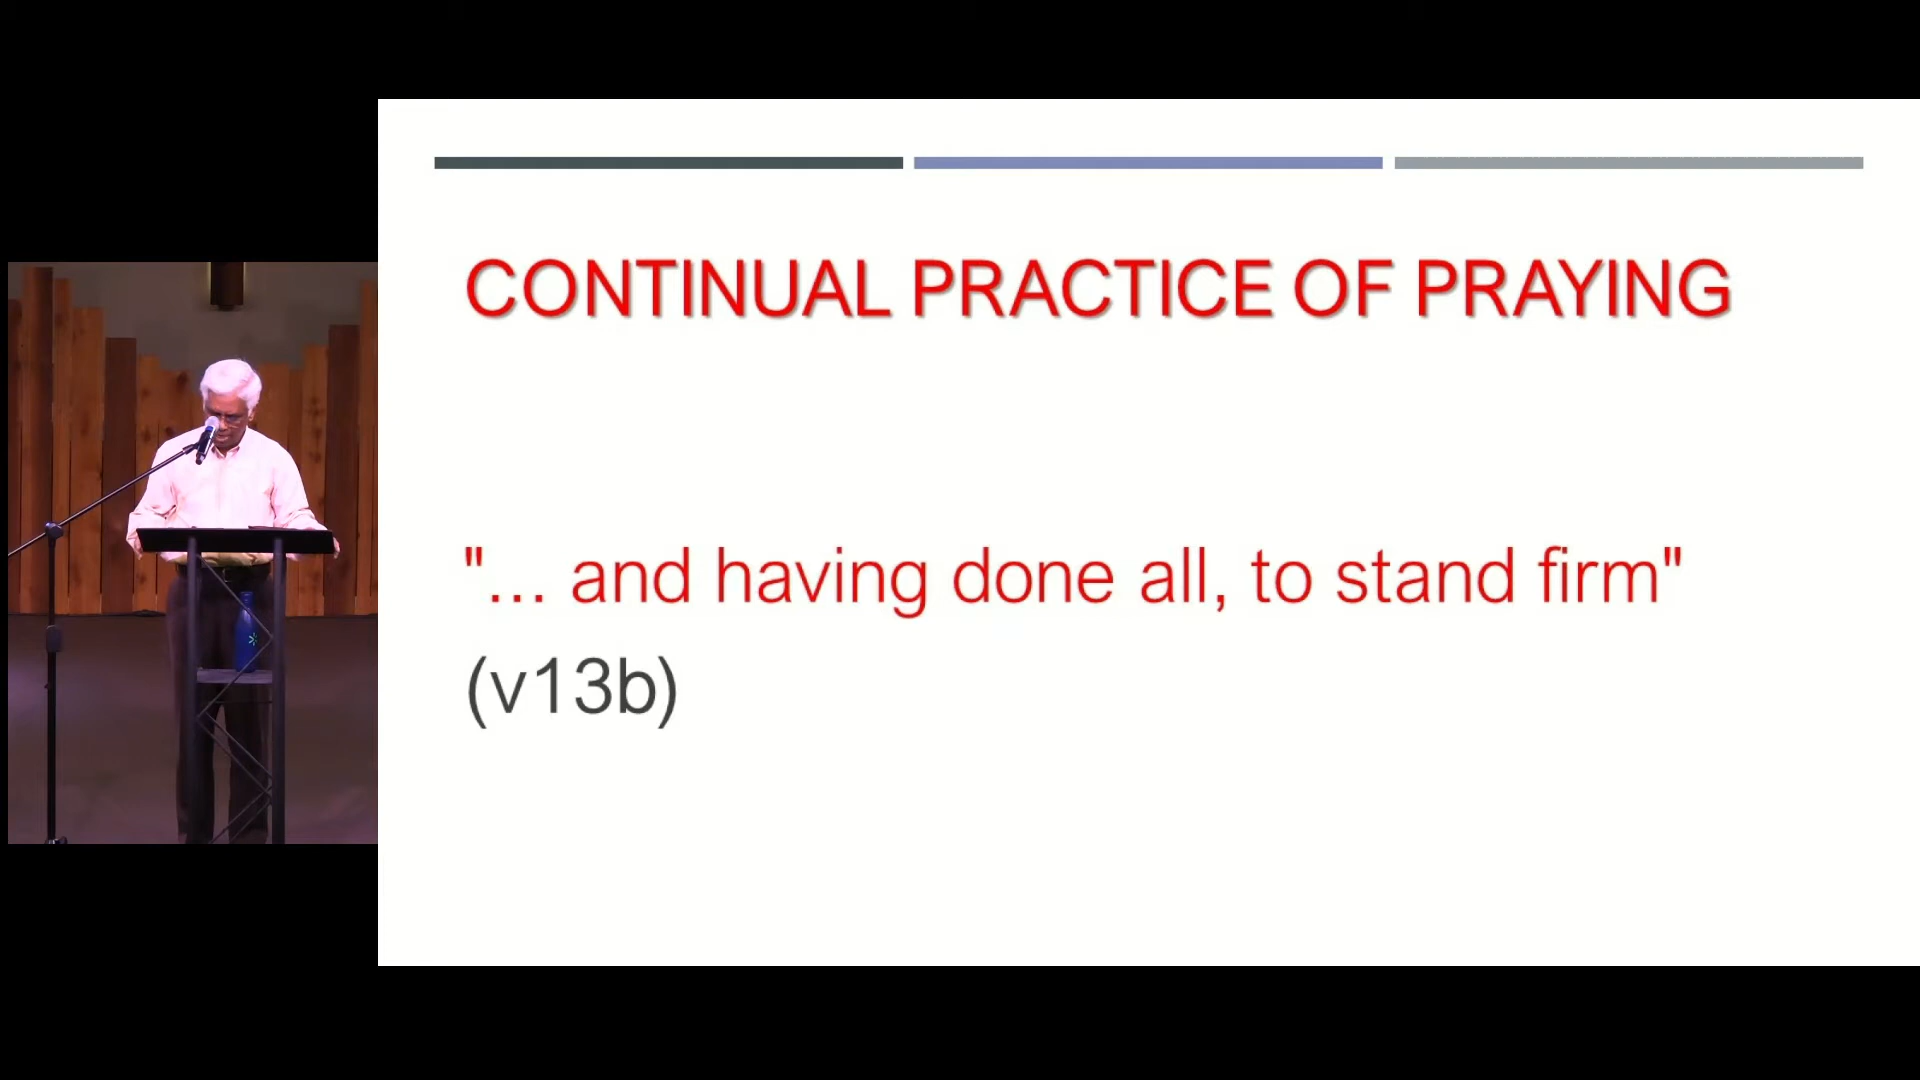 CONTINUAL PRACTICE OF PRAYING
"... and having done all, to stand firm"
(v13b)